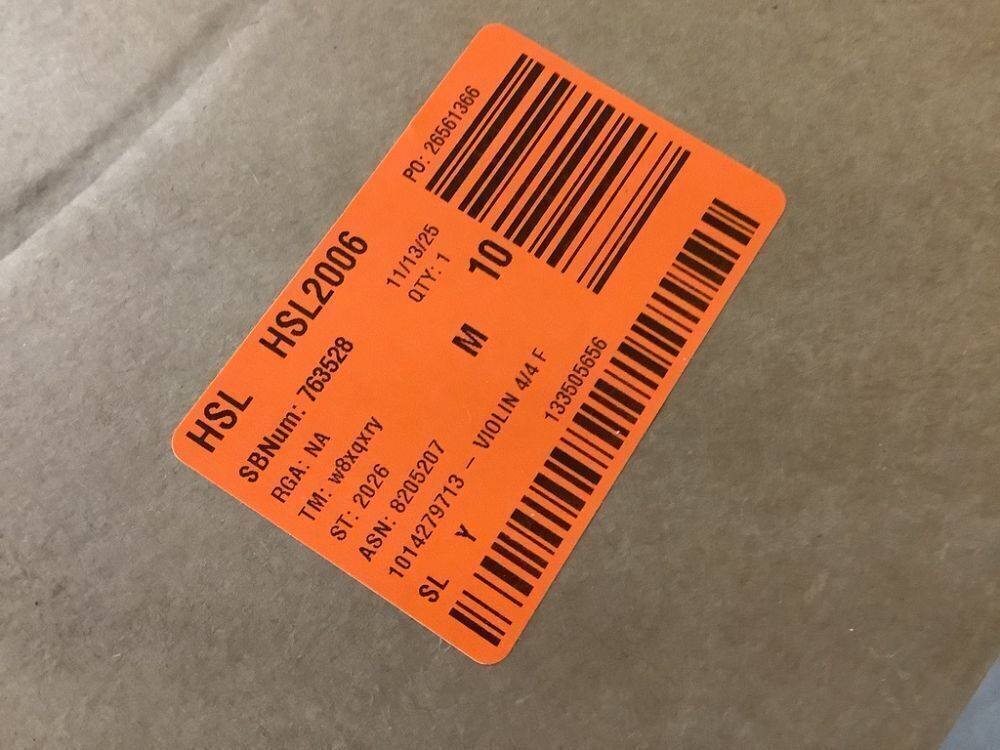 HSL HSL2006
SBNum: 763528
RGA: NA
TM: w8xqxry
ST: 2026
ASN: 8205207
1014279713 – VIOLIN 4/4 F
SL Y
133505656
11/13/25
QTY: 1
M 10
PO: 26561366